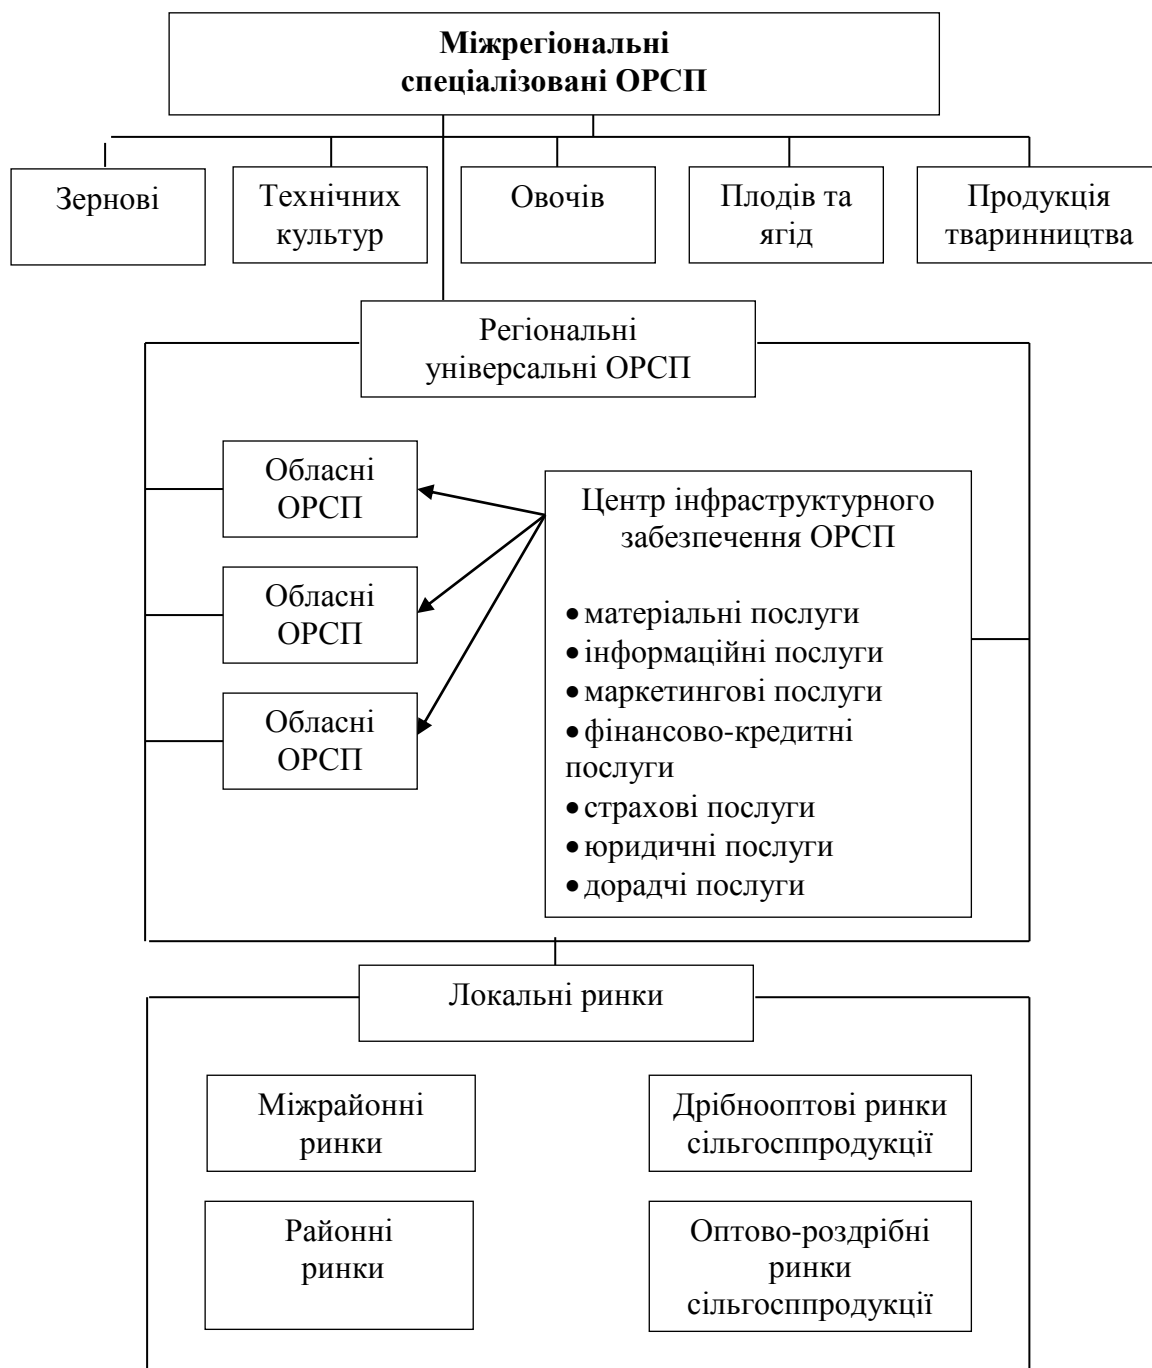 Міжрегіональні
спеціалізовані ОРСП
Зернові
Технічних
культур
Овочів
Плодів та
ягід
Продукція
тваринництва
Регіональні
універсальні ОРСП
Обласні
ОРСП
Обласні
ОРСП
Обласні
ОРСП
Центр інфраструктурного
забезпечення ОРСП
•матеріальні послуги
•інформаційні послуги
•маркетингові послуги
•фінансово-кредитні
послуги
•страхові послуги
•юридичні послуги
•дорадчі послуги
Локальні ринки
Міжрайонні
ринки
Дрібнооптові ринки
сільгосппродукції
Районні
ринки
Оптово-роздрібні
ринки
сільгосппродукції